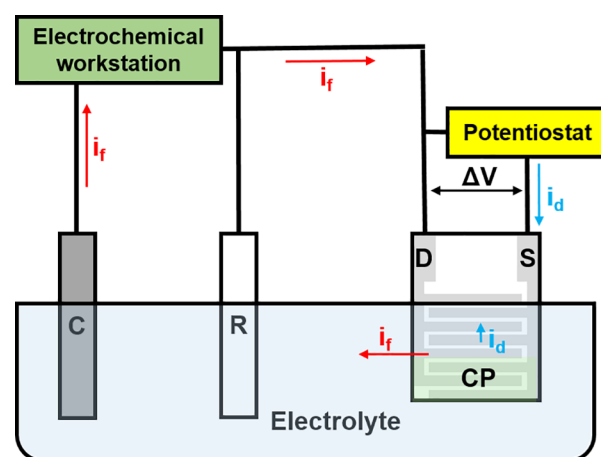 Electrochemical
workstation
i_f
i_f
Potentiostat
ΔV
i_d
D
S
C
R
i_f
i_d
CP
Electrolyte